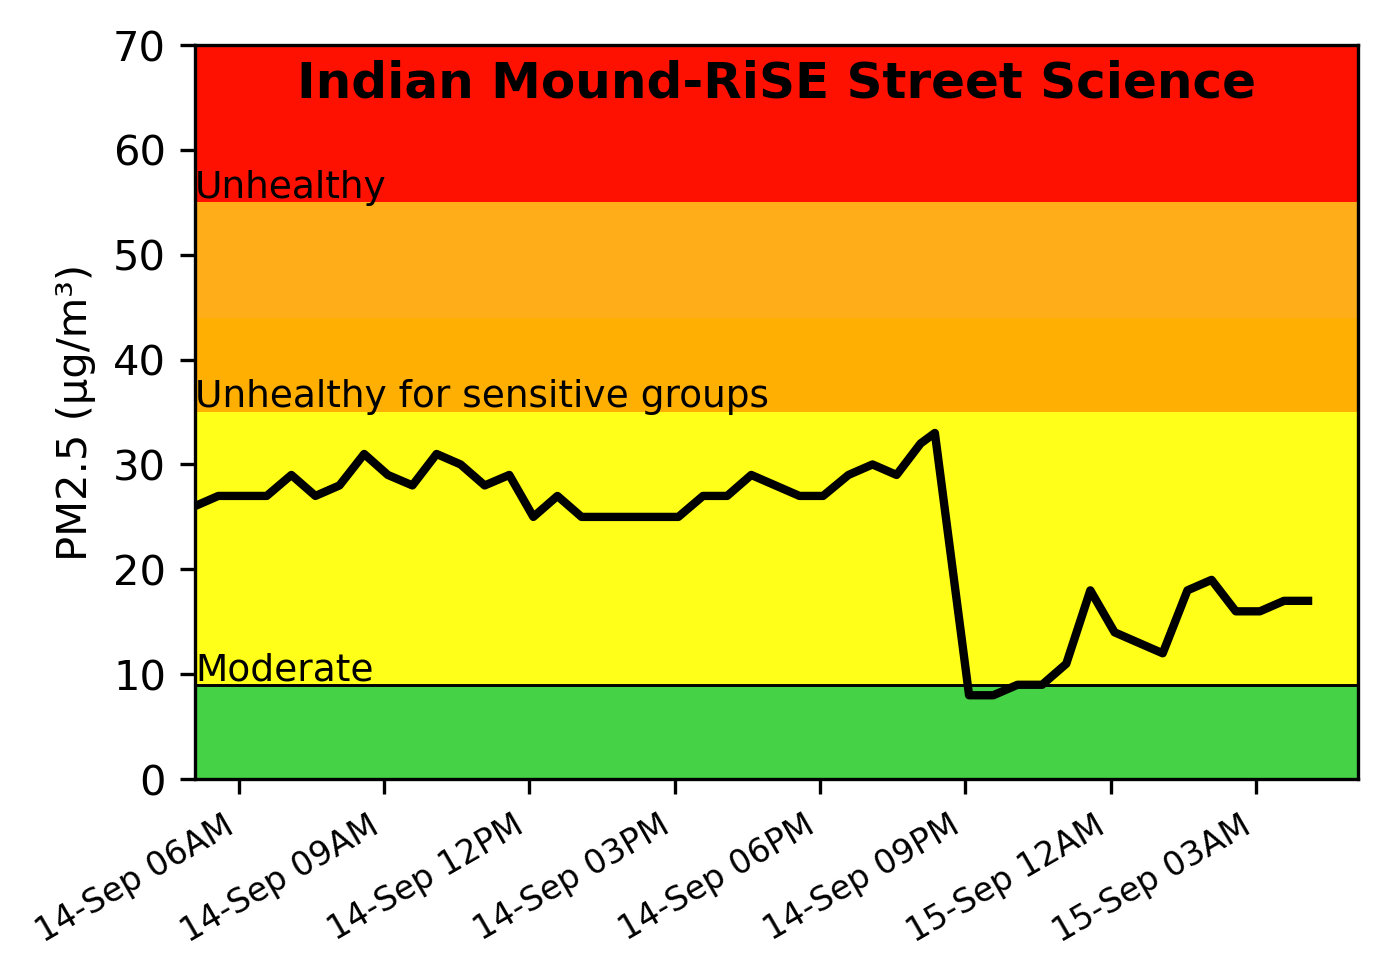 Indian Mound-RiSE Street Science
70
60
Unhealthy
50
40
Unhealthy for sensitive groups
30
20
Moderate
10
0
PM2.5 (µg/m³)
14-Sep 06AM
14-Sep 09AM
14-Sep 12PM
14-Sep 03PM
14-Sep 06PM
14-Sep 09PM
15-Sep 12AM
15-Sep 03AM